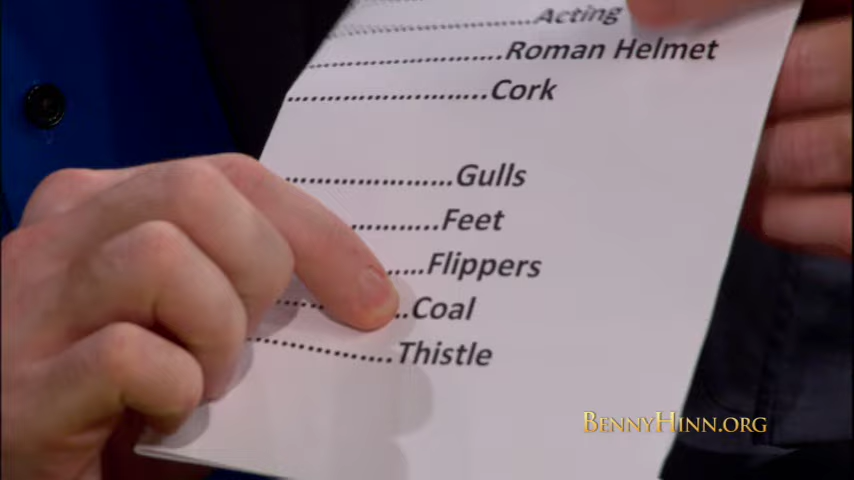 ....................Acting
......................Roman Helmet
.......................Cork
...................Gulls
..........Feet
.....Flippers
..Coal
................Thistle
BennyHinn.org